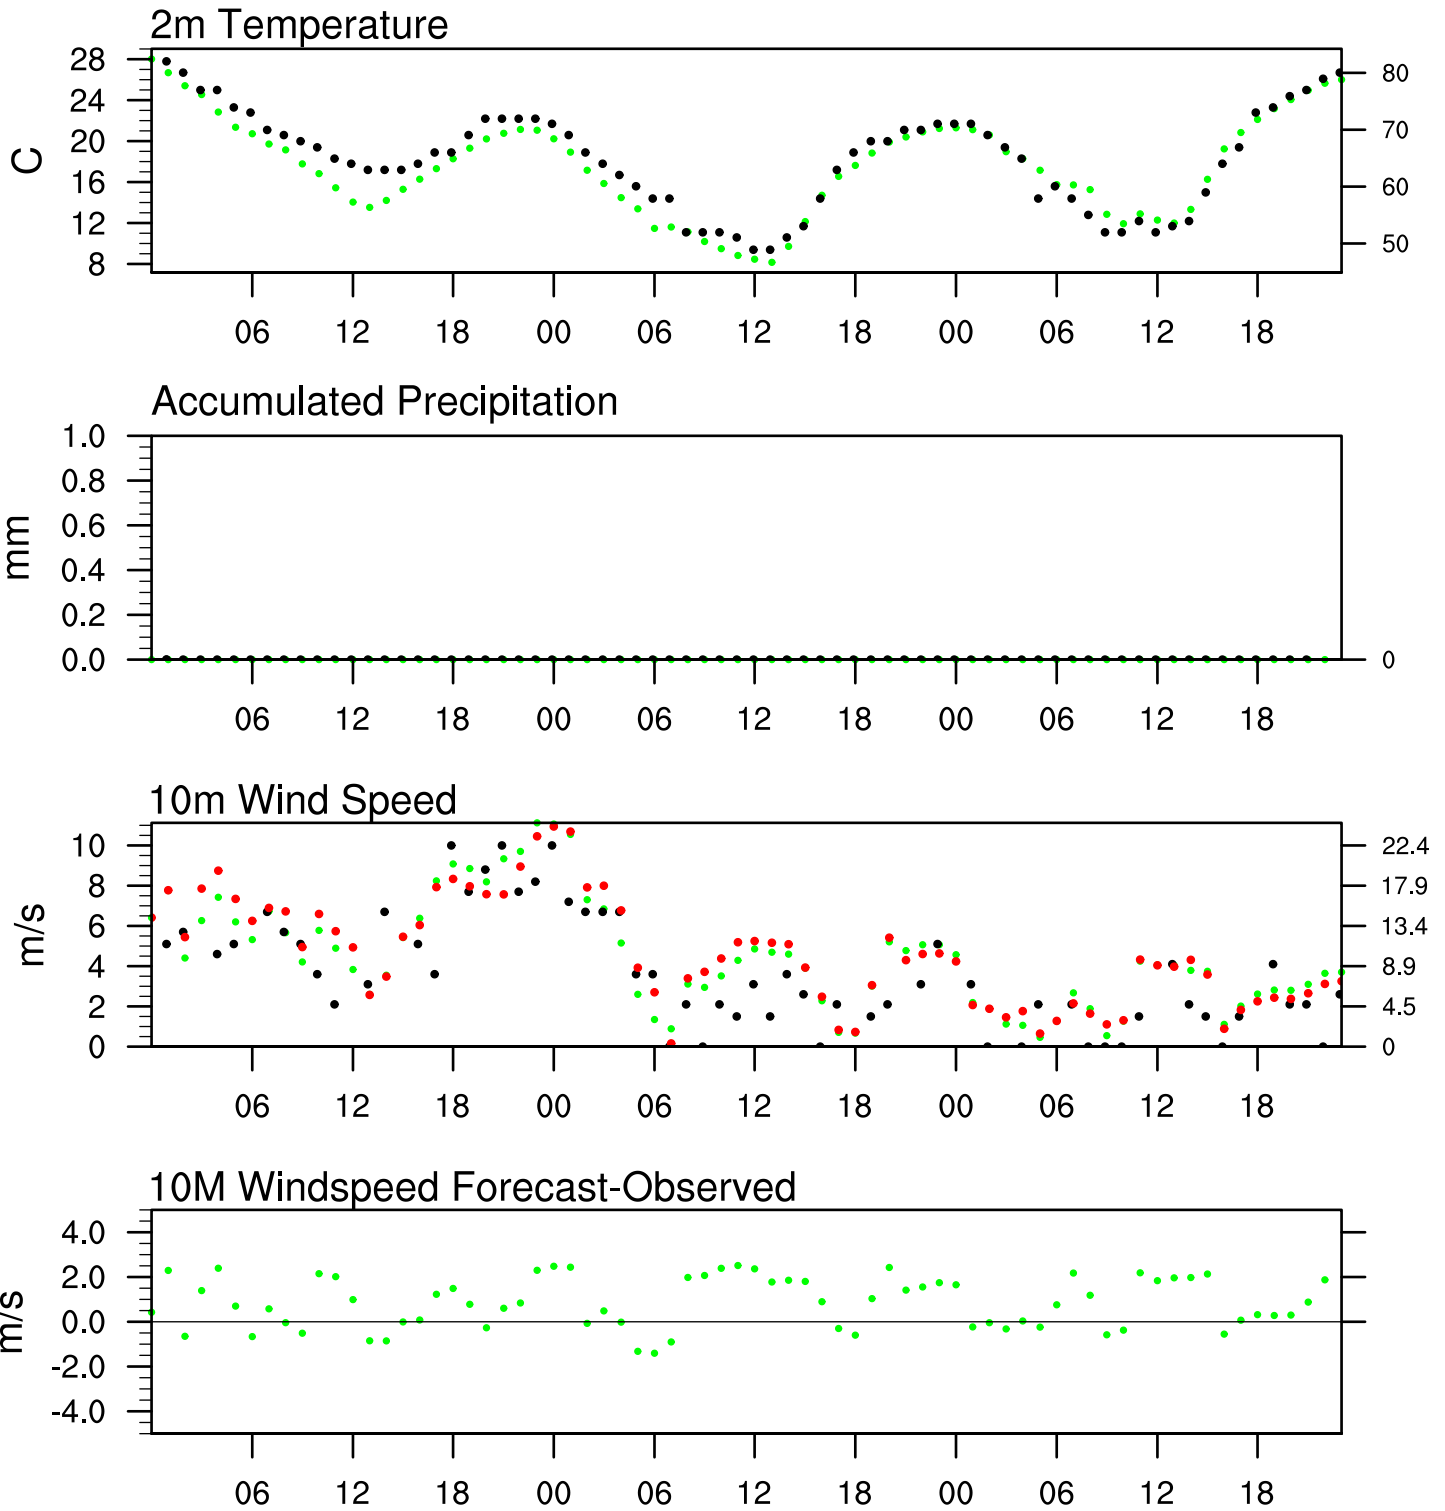 2m Temperature
28
24
20
16
12
8
C
80
70
60
50
06 12 18 00 06 12 18 00 06 12 18
Accumulated Precipitation
1.0
0.8
0.6
0.4
0.2
0.0
mm
0
06 12 18 00 06 12 18 00 06 12 18
10m Wind Speed
10
8
6
4
2
0
m/s
22.4
17.9
13.4
8.9
4.5
0
06 12 18 00 06 12 18 00 06 12 18
10M Windspeed Forecast-Observed
4.0
2.0
0.0
-2.0
-4.0
m/s
06 12 18 00 06 12 18 00 06 12 18